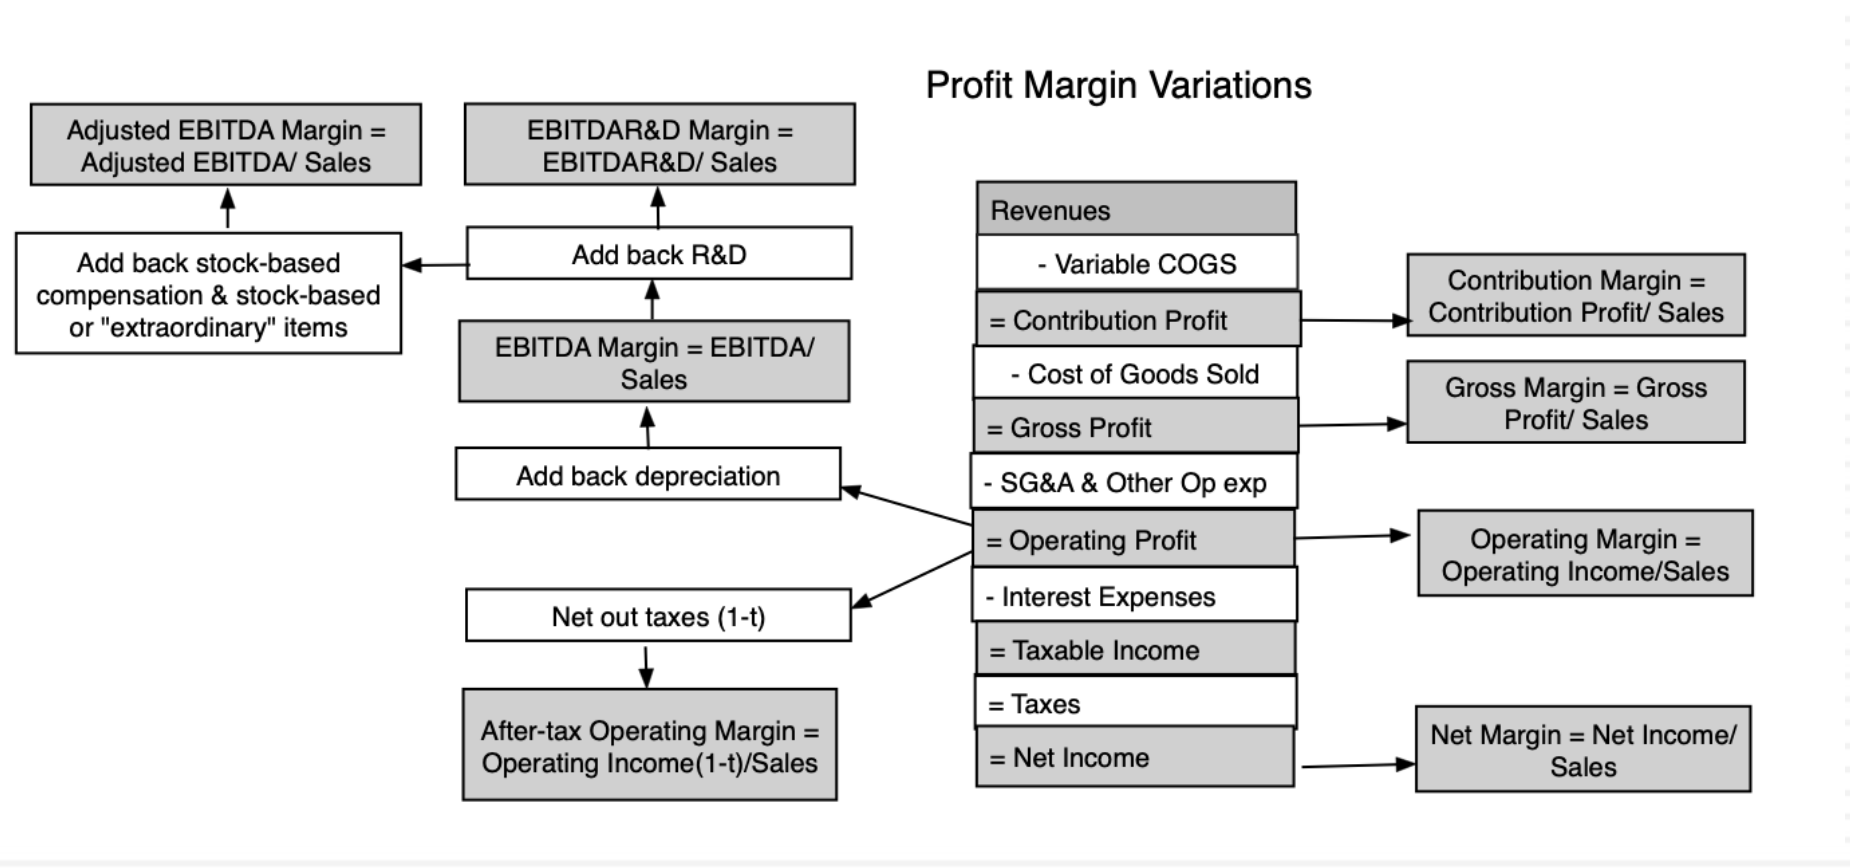 Profit Margin Variations
Adjusted EBITDA Margin =
Adjusted EBITDA/ Sales
EBITDAR&D Margin =
EBITDAR&D/ Sales
Add back stock-based
compensation & stock-based
or "extraordinary" items
Add back R&D
EBITDA Margin = EBITDA/
Sales
Add back depreciation
Net out taxes (1-t)
After-tax Operating Margin =
Operating Income(1-t)/Sales
Revenues
- Variable COGS
= Contribution Profit
- Cost of Goods Sold
= Gross Profit
- SG&A & Other Op exp
= Operating Profit
- Interest Expenses
= Taxable Income
= Taxes
= Net Income
Contribution Margin =
Contribution Profit/ Sales
Gross Margin = Gross
Profit/ Sales
Operating Margin =
Operating Income/Sales
Net Margin = Net Income/
Sales